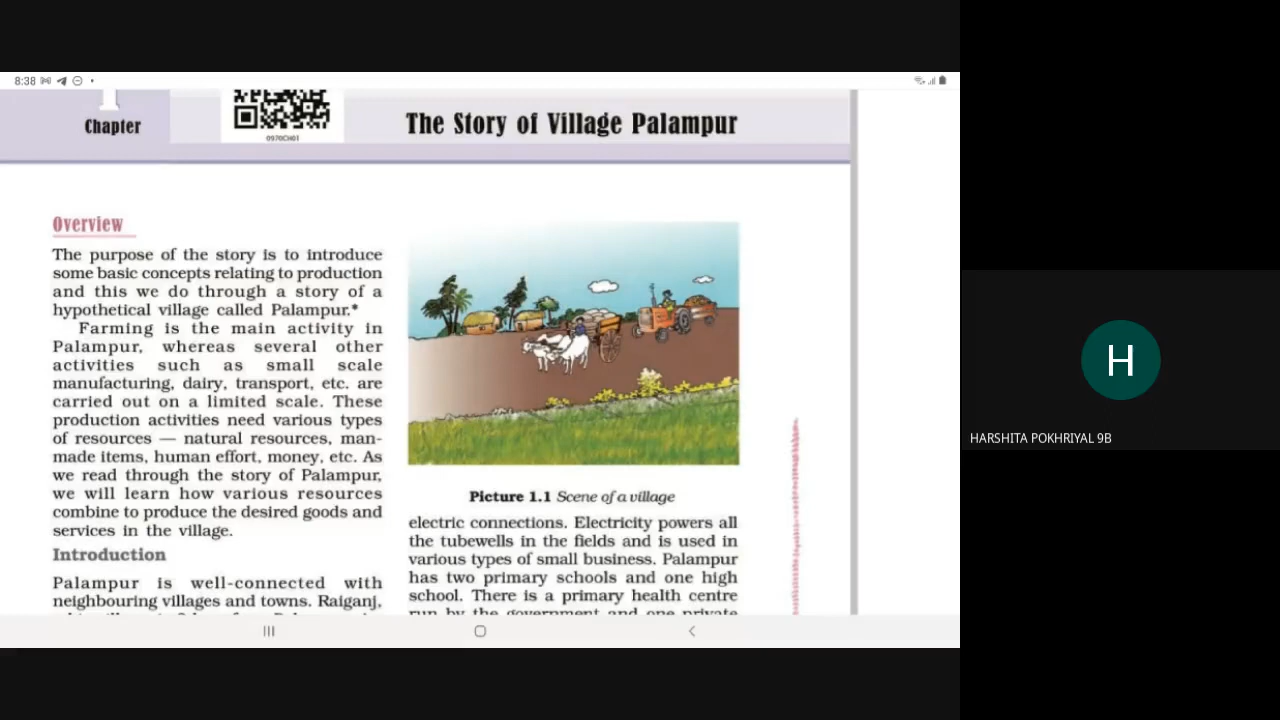 8:38
Chapter
0970CH01
The Story of Village Palampur
Overview
The purpose of the story is to introduce
some basic concepts relating to production
and this we do through a story of a
hypothetical village called Palampur.*
Farming is the main activity in
Palampur, whereas several other
activities such as small scale
manufacturing, dairy, transport, etc. are
carried out on a limited scale. These
production activities need various types
of resources — natural resources, man-
made items, human effort, money, etc. As
we read through the story of Palampur,
we will learn how various resources
combine to produce the desired goods and
services in the village.
Introduction
Palampur is well-connected with
neighbouring villages and towns. Raiganj,
Picture 1.1 Scene of a village
electric connections. Electricity powers all
the tubewells in the fields and is used in
various types of small business. Palampur
has two primary schools and one high
school. There is a primary health centre
run by the government and one private
H
HARSHITA POKHRIYAL 9B